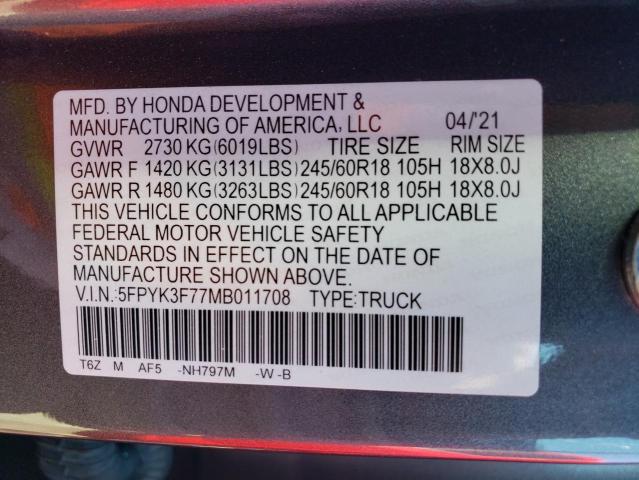 MFD. BY HONDA DEVELOPMENT &
MANUFACTURING OF AMERICA, LLC 04/'21
GVWR 2730 KG(6019LBS) TIRE SIZE RIM SIZE
GAWR F 1420 KG(3131LBS) 245/60R18 105H 18X8.0J
GAWR R 1480 KG(3263LBS) 245/60R18 105H 18X8.0J
THIS VEHICLE CONFORMS TO ALL APPLICABLE
FEDERAL MOTOR VEHICLE SAFETY
STANDARDS IN EFFECT ON THE DATE OF
MANUFACTURE SHOWN ABOVE.
V.I.N.:5FPYK3F77MB011708 TYPE:TRUCK
T6Z M AF5 -NH797M -W -B